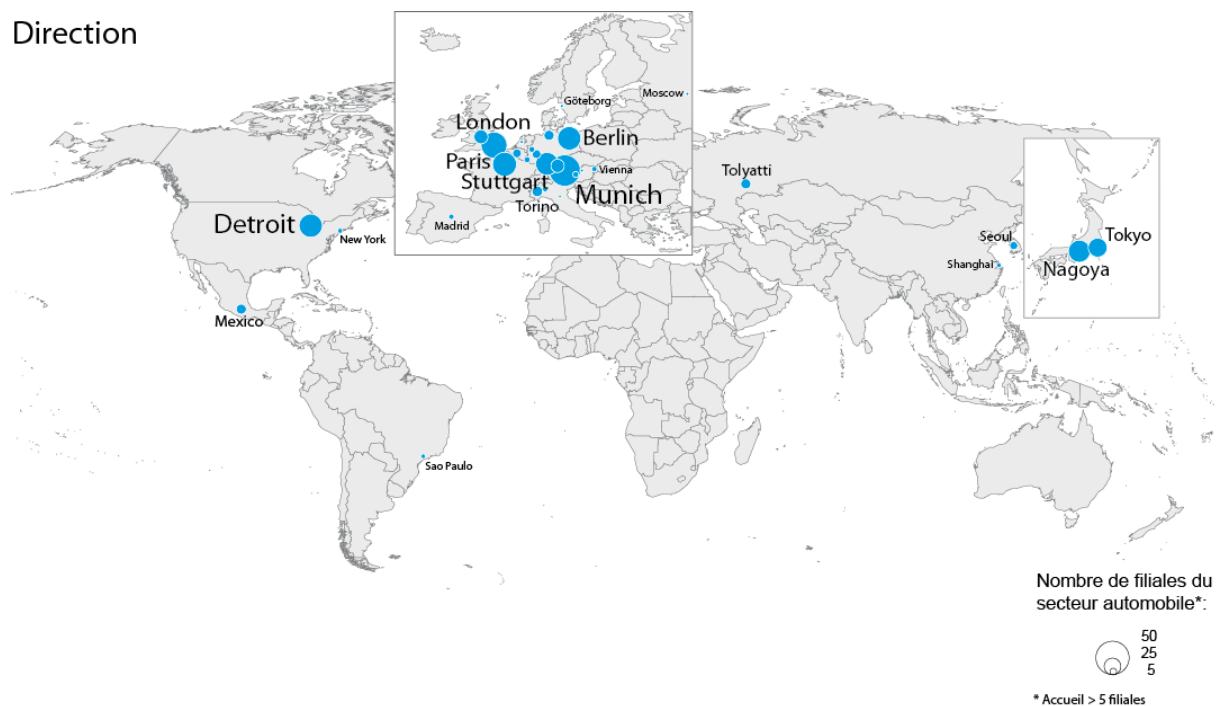 Direction
Göteborg
Moscow
London
Berlin
Paris
Vienna
Stuttgart
Munich
Torino
Madrid
Tolyatti
Detroit
New York
Seoul
Tokyo
Shanghai
Nagoya
Mexico
Sao Paulo
Nombre de filiales du
secteur automobile*:
50
25
5
* Accueil > 5 filiales